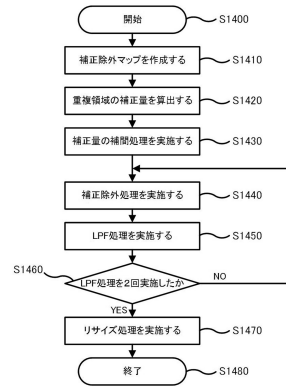 開始
S1400
補正除外マップを作成する
S1410
重複領域の補正量を算出する
S1420
補正量の補間処理を実施する
S1430
補正除外処理を実施する
S1440
LPF処理を実施する
S1450
S1460
LPF処理を2回実施したか
NO
YES
リサイズ処理を実施する
S1470
終了
S1480